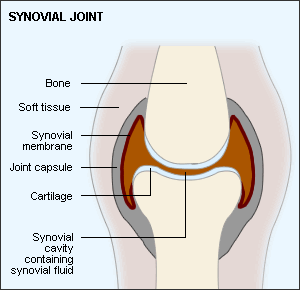 SYNOVIAL JOINT
Bone
Soft tissue
Synovial
membrane
Joint capsule
Cartilage
Synovial
cavity
containing
synovial fluid